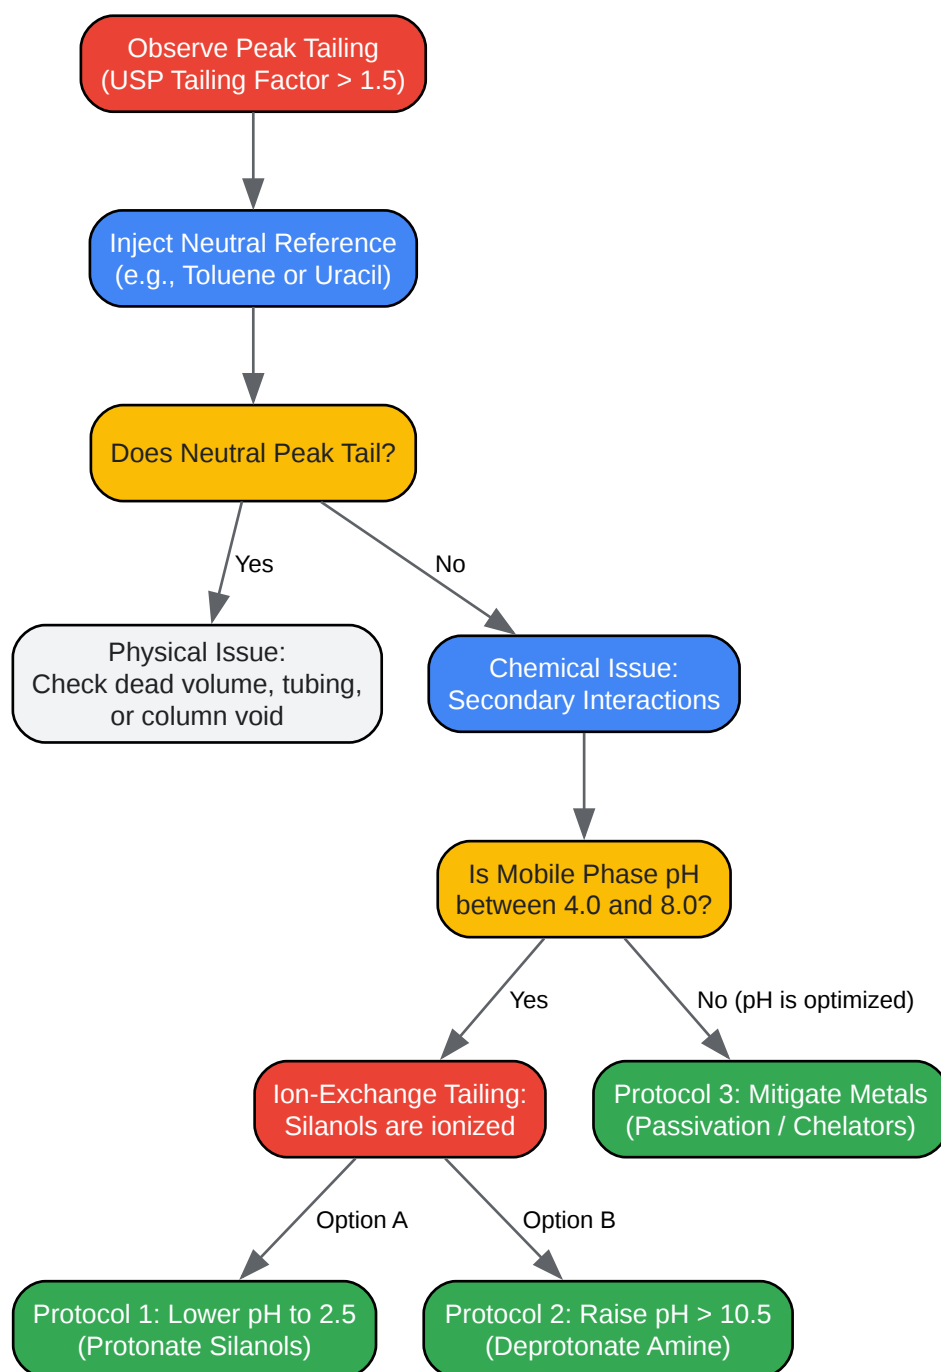 Observe Peak Tailing
(USP Tailing Factor > 1.5)
Inject Neutral Reference
(e.g., Toluene or Uracil)
Does Neutral Peak Tail?
Yes
No
Physical Issue:
Check dead volume, tubing,
or column void
Chemical Issue:
Secondary Interactions
Is Mobile Phase pH
between 4.0 and 8.0?
Yes
No (pH is optimized)
Ion-Exchange Tailing:
Silanols are ionized
Protocol 3: Mitigate Metals
(Passivation / Chelators)
Option A
Option B
Protocol 1: Lower pH to 2.5
(Protonate Silanols)
Protocol 2: Raise pH > 10.5
(Deprotonate Amine)